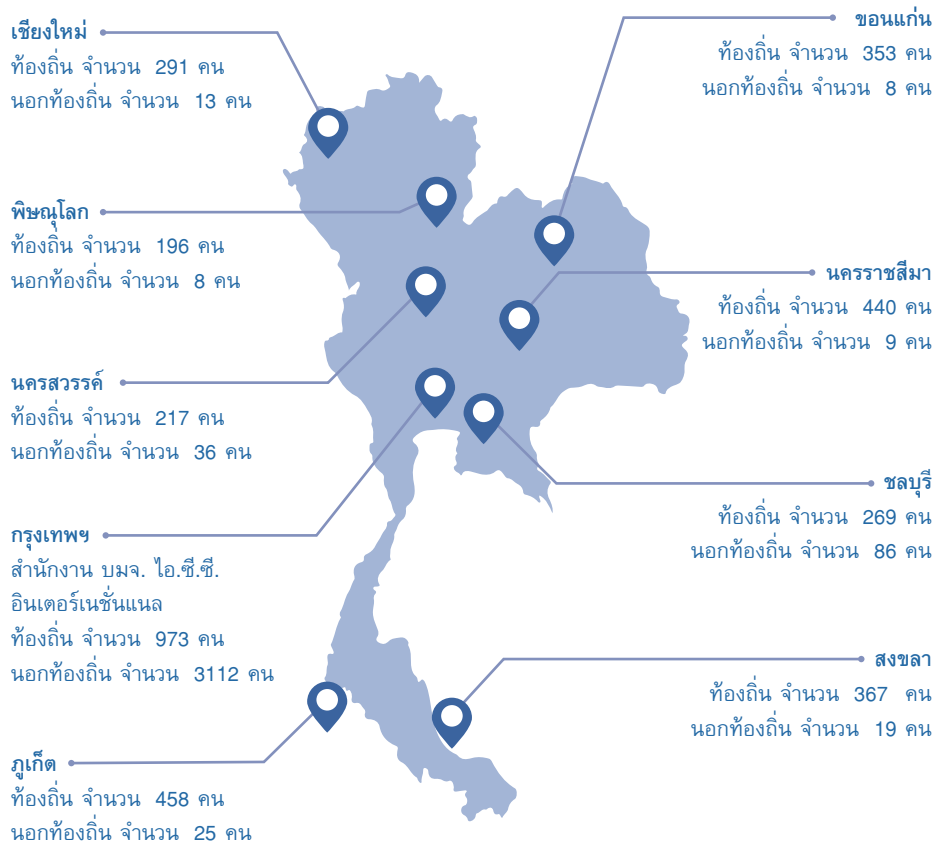 เชียงใหม่
ท้องถิ่น จำนวน 291 คน
นอกท้องถิ่น จำนวน 13 คน
พิษณุโลก
ท้องถิ่น จำนวน 196 คน
นอกท้องถิ่น จำนวน 8 คน
นครสวรรค์
ท้องถิ่น จำนวน 217 คน
นอกท้องถิ่น จำนวน 36 คน
กรุงเทพฯ
สำนักงาน บมจ. ไอ.ซี.ซี.
อินเตอร์เนชั่นแนล
ท้องถิ่น จำนวน 973 คน
นอกท้องถิ่น จำนวน 3112 คน
ภูเก็ต
ท้องถิ่น จำนวน 458 คน
นอกท้องถิ่น จำนวน 25 คน
ขอนแก่น
ท้องถิ่น จำนวน 353 คน
นอกท้องถิ่น จำนวน 8 คน
นครราชสีมา
ท้องถิ่น จำนวน 440 คน
นอกท้องถิ่น จำนวน 9 คน
ชลบุรี
ท้องถิ่น จำนวน 269 คน
นอกท้องถิ่น จำนวน 86 คน
สงขลา
ท้องถิ่น จำนวน 367 คน
นอกท้องถิ่น จำนวน 19 คน